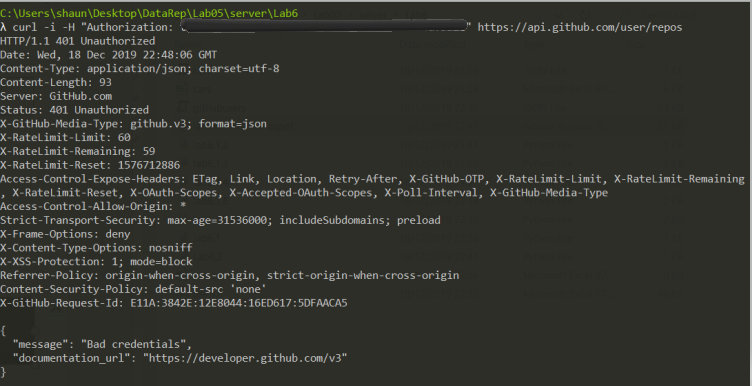 C:\Users\shaun\Desktop\DataRep\Lab05\server\Lab6
λ curl -i -H "Authorization: " https://api.github.com/user/repos
HTTP/1.1 401 Unauthorized
Date: Wed, 18 Dec 2019 22:48:06 GMT
Content-Type: application/json; charset=utf-8
Content-Length: 93
Server: GitHub.com
Status: 401 Unauthorized
X-GitHub-Media-Type: github.v3; format=json
X-RateLimit-Limit: 60
X-RateLimit-Remaining: 59
X-RateLimit-Reset: 1576712886
Access-Control-Expose-Headers: ETag, Link, Location, Retry-After, X-GitHub-OTP, X-RateLimit-Limit, X-RateLimit-Remaining
, X-RateLimit-Reset, X-OAuth-Scopes, X-Accepted-OAuth-Scopes, X-Poll-Interval, X-GitHub-Media-Type
Access-Control-Allow-Origin: *
Strict-Transport-Security: max-age=31536000; includeSubdomains; preload
X-Frame-Options: deny
X-Content-Type-Options: nosniff
X-XSS-Protection: 1; mode=block
Referrer-Policy: origin-when-cross-origin, strict-origin-when-cross-origin
Content-Security-Policy: default-src 'none'
X-GitHub-Request-Id: E11A:3842E:12E8044:16ED617:5DFAACA5
{
"message": "Bad credentials",
"documentation_url": "https://developer.github.com/v3"
}